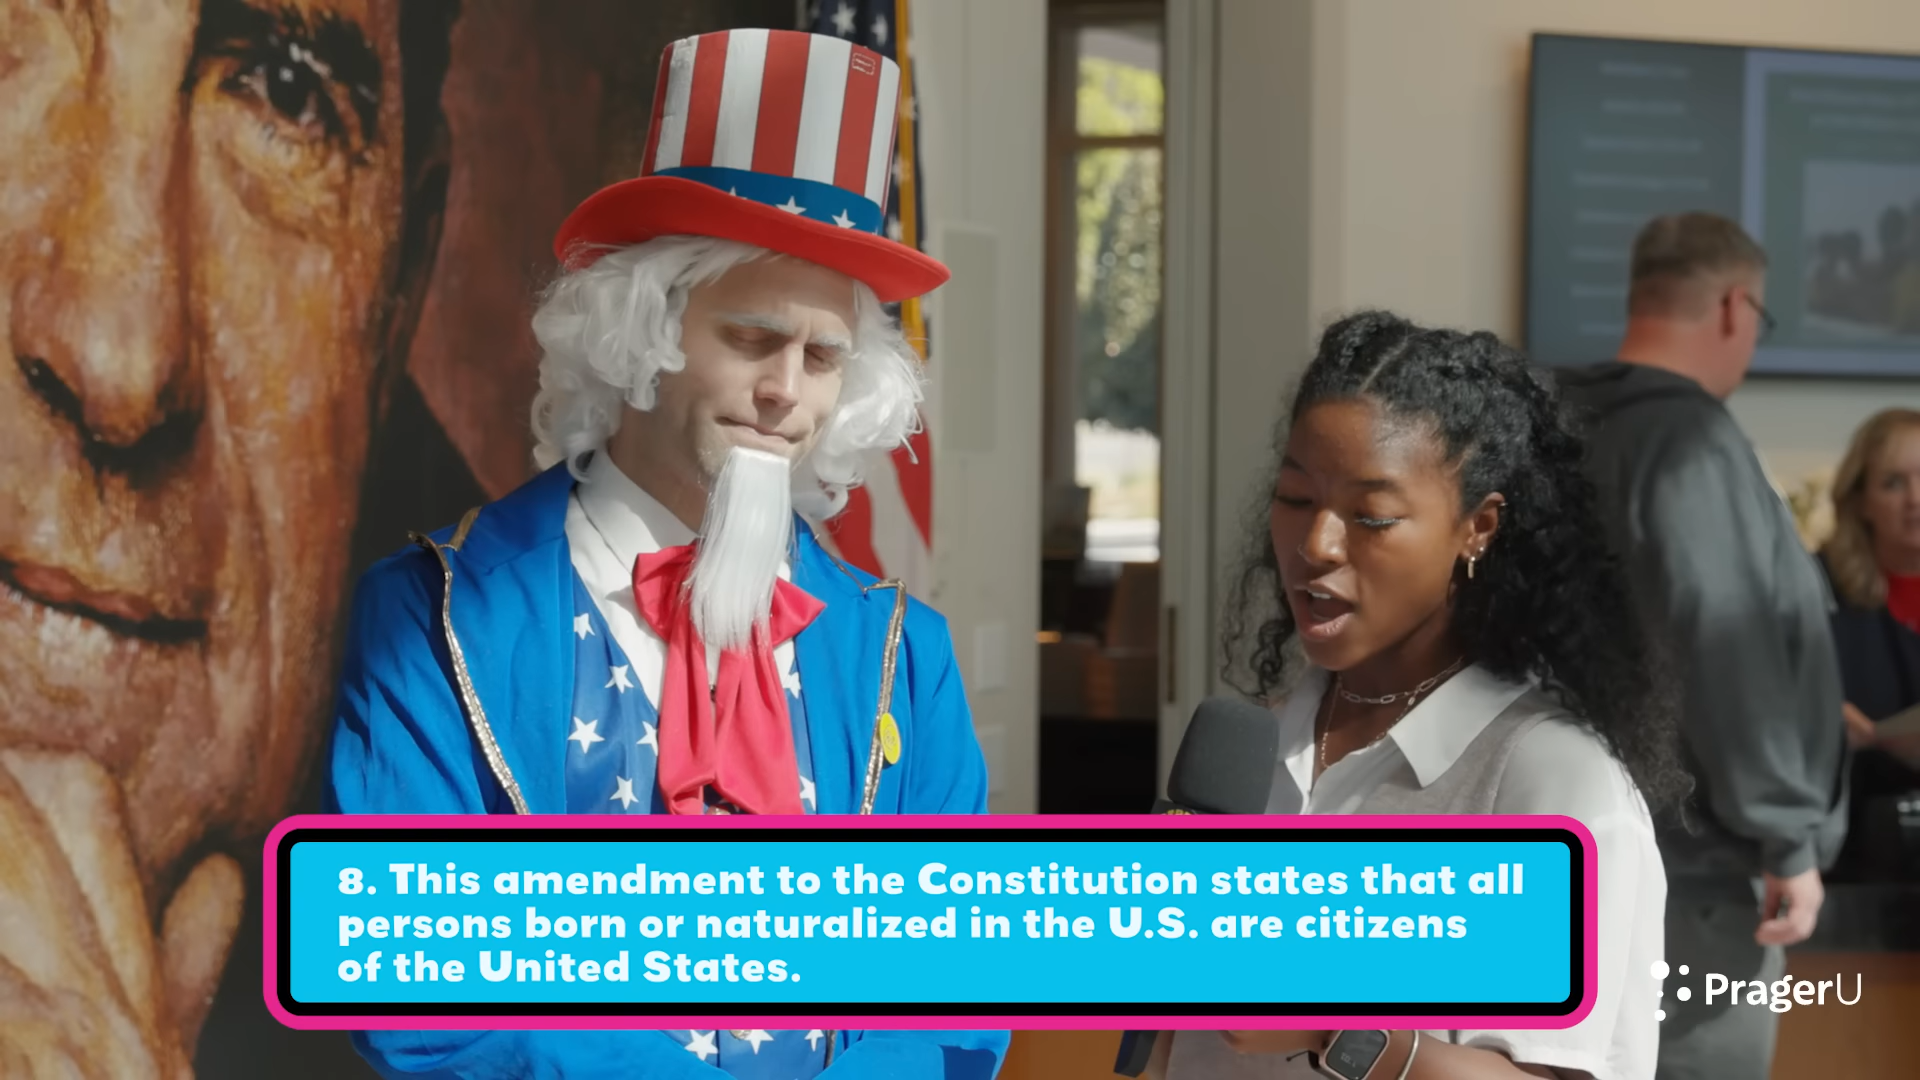 8. This amendment to the Constitution states that all
persons born or naturalized in the U.S. are citizens
of the United States.
PragerU